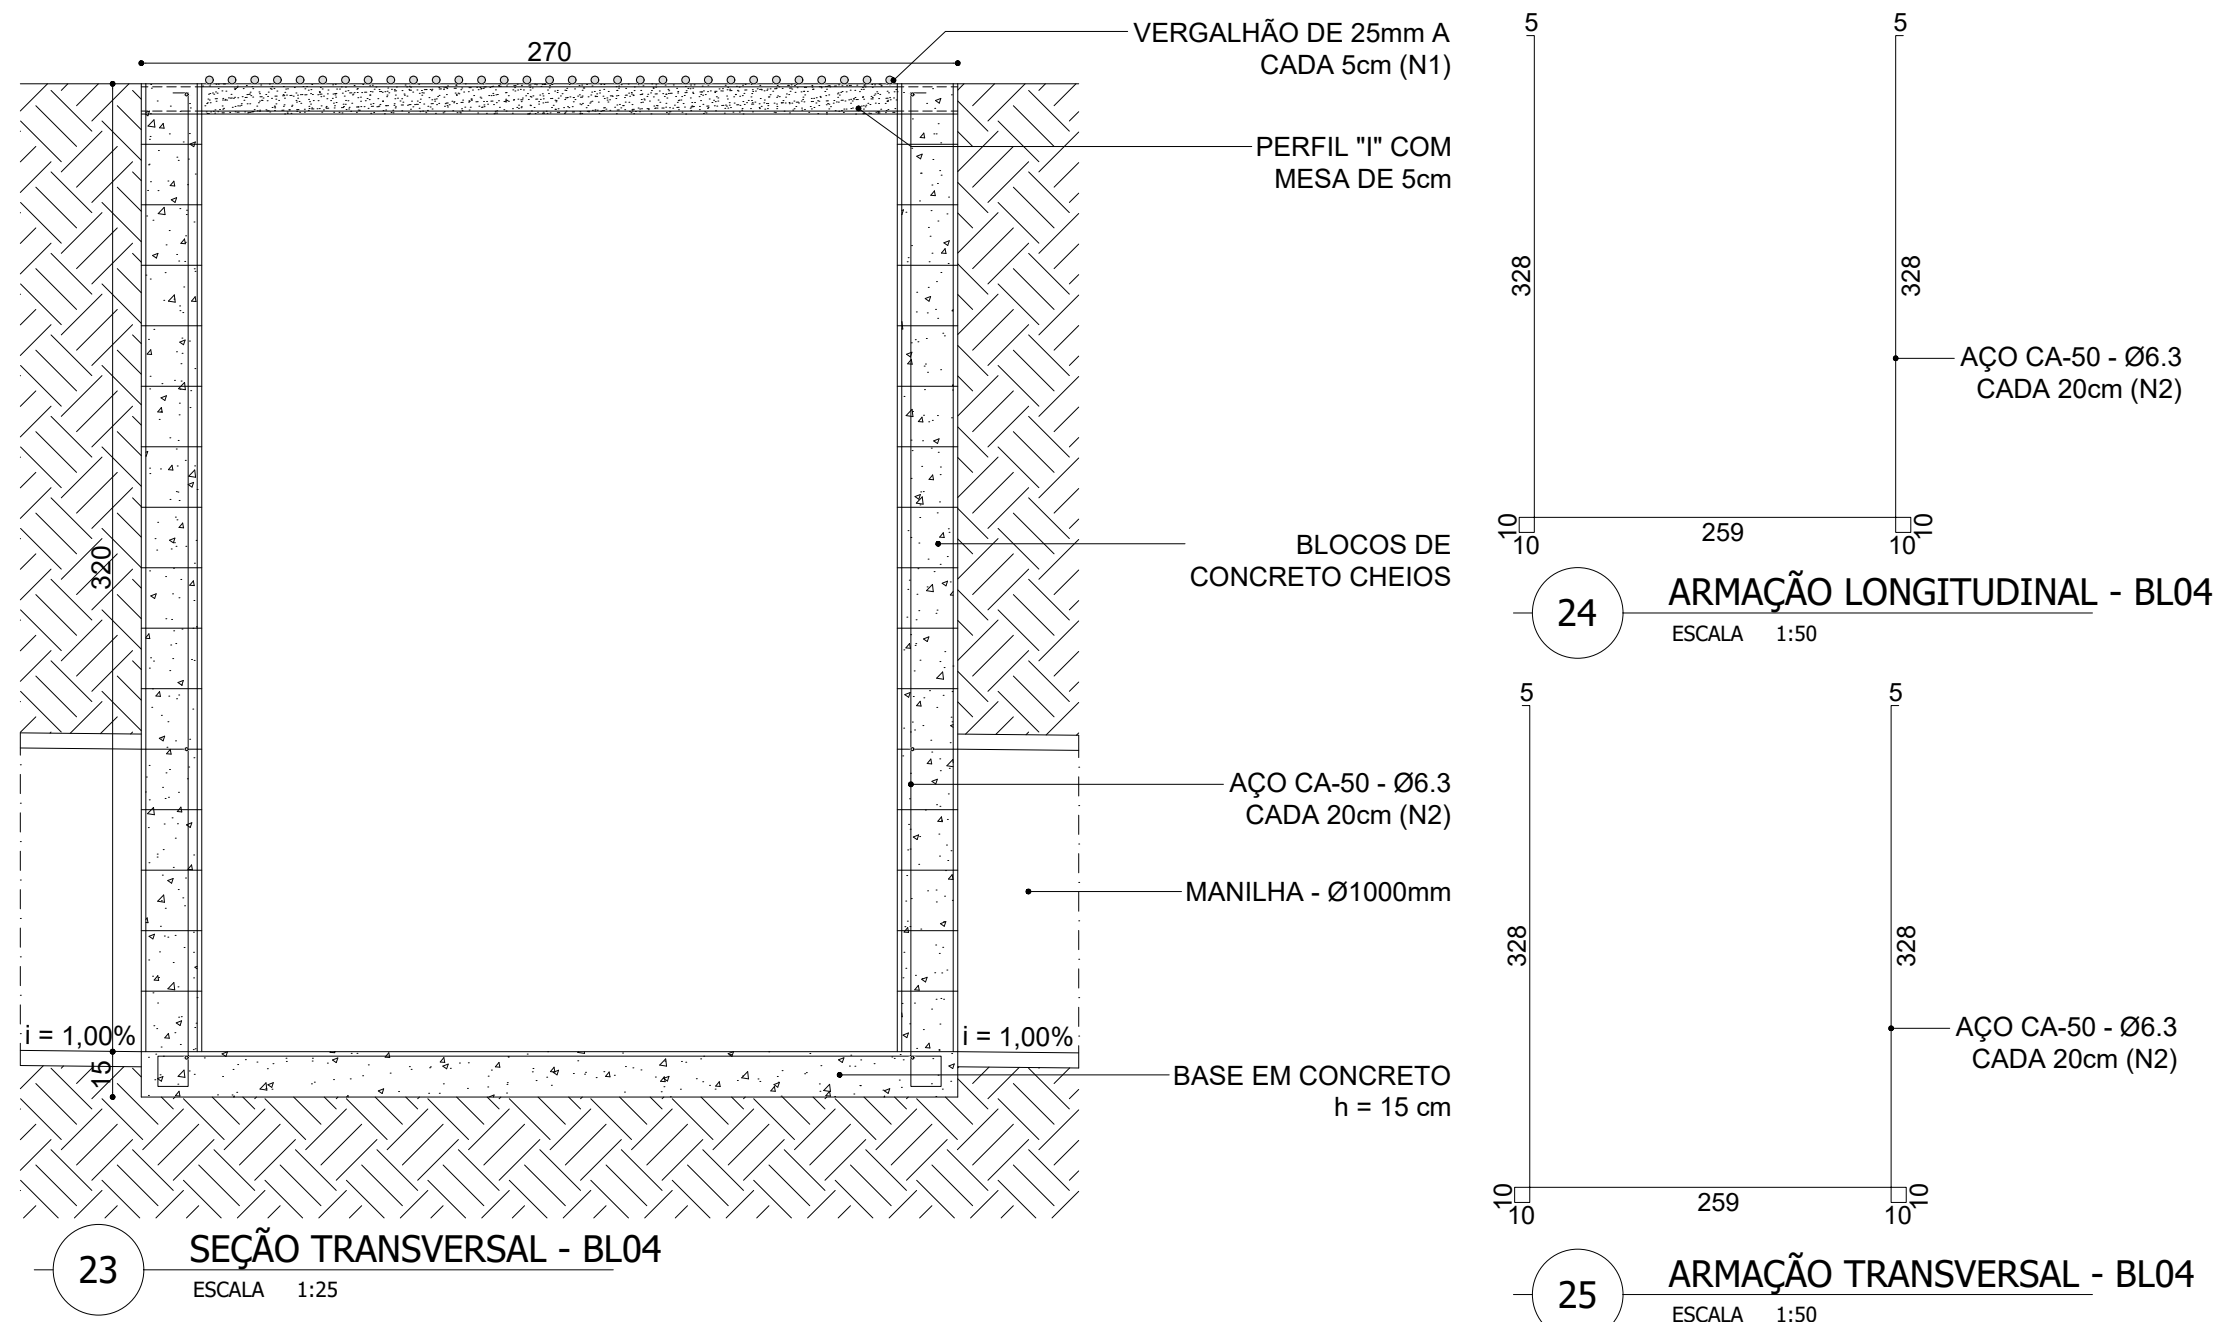 270
VERGALHÃO DE 25mm A
CADA 5cm (N1)
PERFIL "I" COM
MESA DE 5cm
320
BLOCOS DE
CONCRETO CHEIOS
AÇO CA-50 - Ø6.3
CADA 20cm (N2)
MANILHA - Ø1000mm
i = 1,00%
i = 1,00%
15
BASE EM CONCRETO
h = 15 cm
23
SEÇÃO TRANSVERSAL - BL04
ESCALA 1:25
5
5
328
328
AÇO CA-50 - Ø6.3
CADA 20cm (N2)
10
10
259
10
10
24
ARMAÇÃO LONGITUDINAL - BL04
ESCALA 1:50
5
5
328
328
AÇO CA-50 - Ø6.3
CADA 20cm (N2)
10
10
259
10
10
25
ARMAÇÃO TRANSVERSAL - BL04
ESCALA 1:50